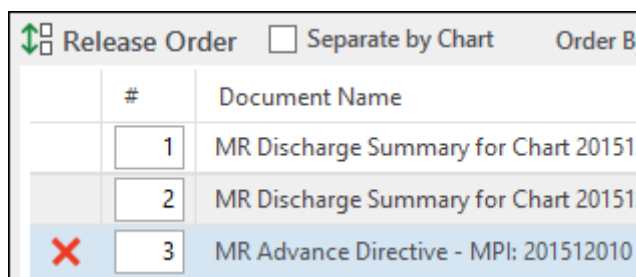 Release Order Separate by Chart Order B
# Document Name
1 MR Discharge Summary for Chart 20151
2 MR Discharge Summary for Chart 20151
3 MR Advance Directive - MPI: 201512010